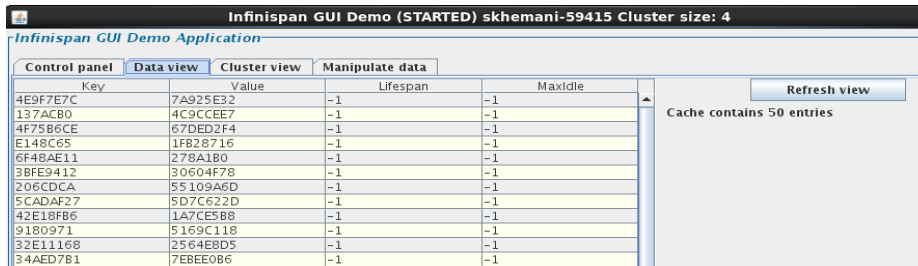 Infinispan GUI Demo (STARTED) skhemani-59415 Cluster size: 4
Infinispan GUI Demo Application
Control panel Data view Cluster view Manipulate data
Key Value Lifespan MaxIdle Refresh view
4E9F7E7C 7A925E32 -1 -1
137ACB0 4C9CCEE7 -1 -1 Cache contains 50 entries
4F75B6CE 67DED2F4 -1 -1
E148C65 1FB28716 -1 -1
6F48AE11 278A1B0 -1 -1
3BFE9412 30604F78 -1 -1
206CDCA 55109A6D -1 -1
5CADAF27 5D7C622D -1 -1
42E18FB6 1A7CE5B8 -1 -1
9180971 5169C118 -1 -1
32E11168 2564E8D5 -1 -1
34AED7B1 7EBEE0B6 -1 -1